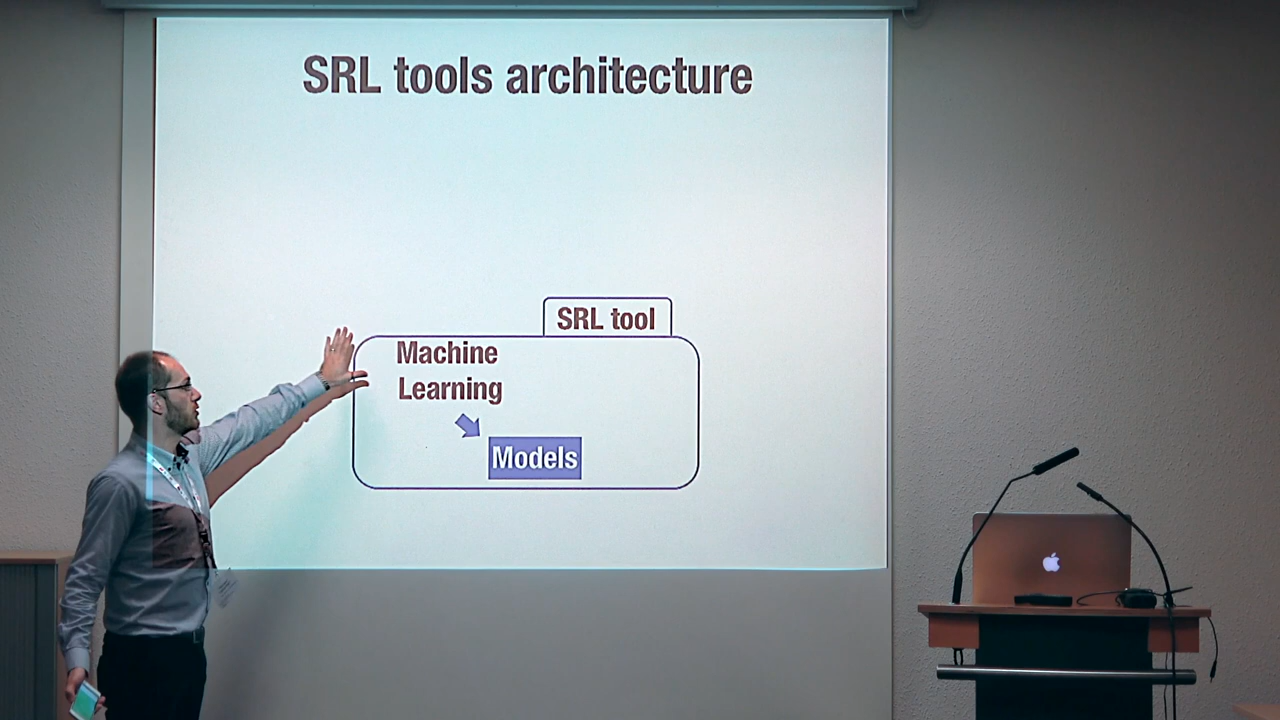 SRL tools architecture
SRL tool
Machine
Learning
Models